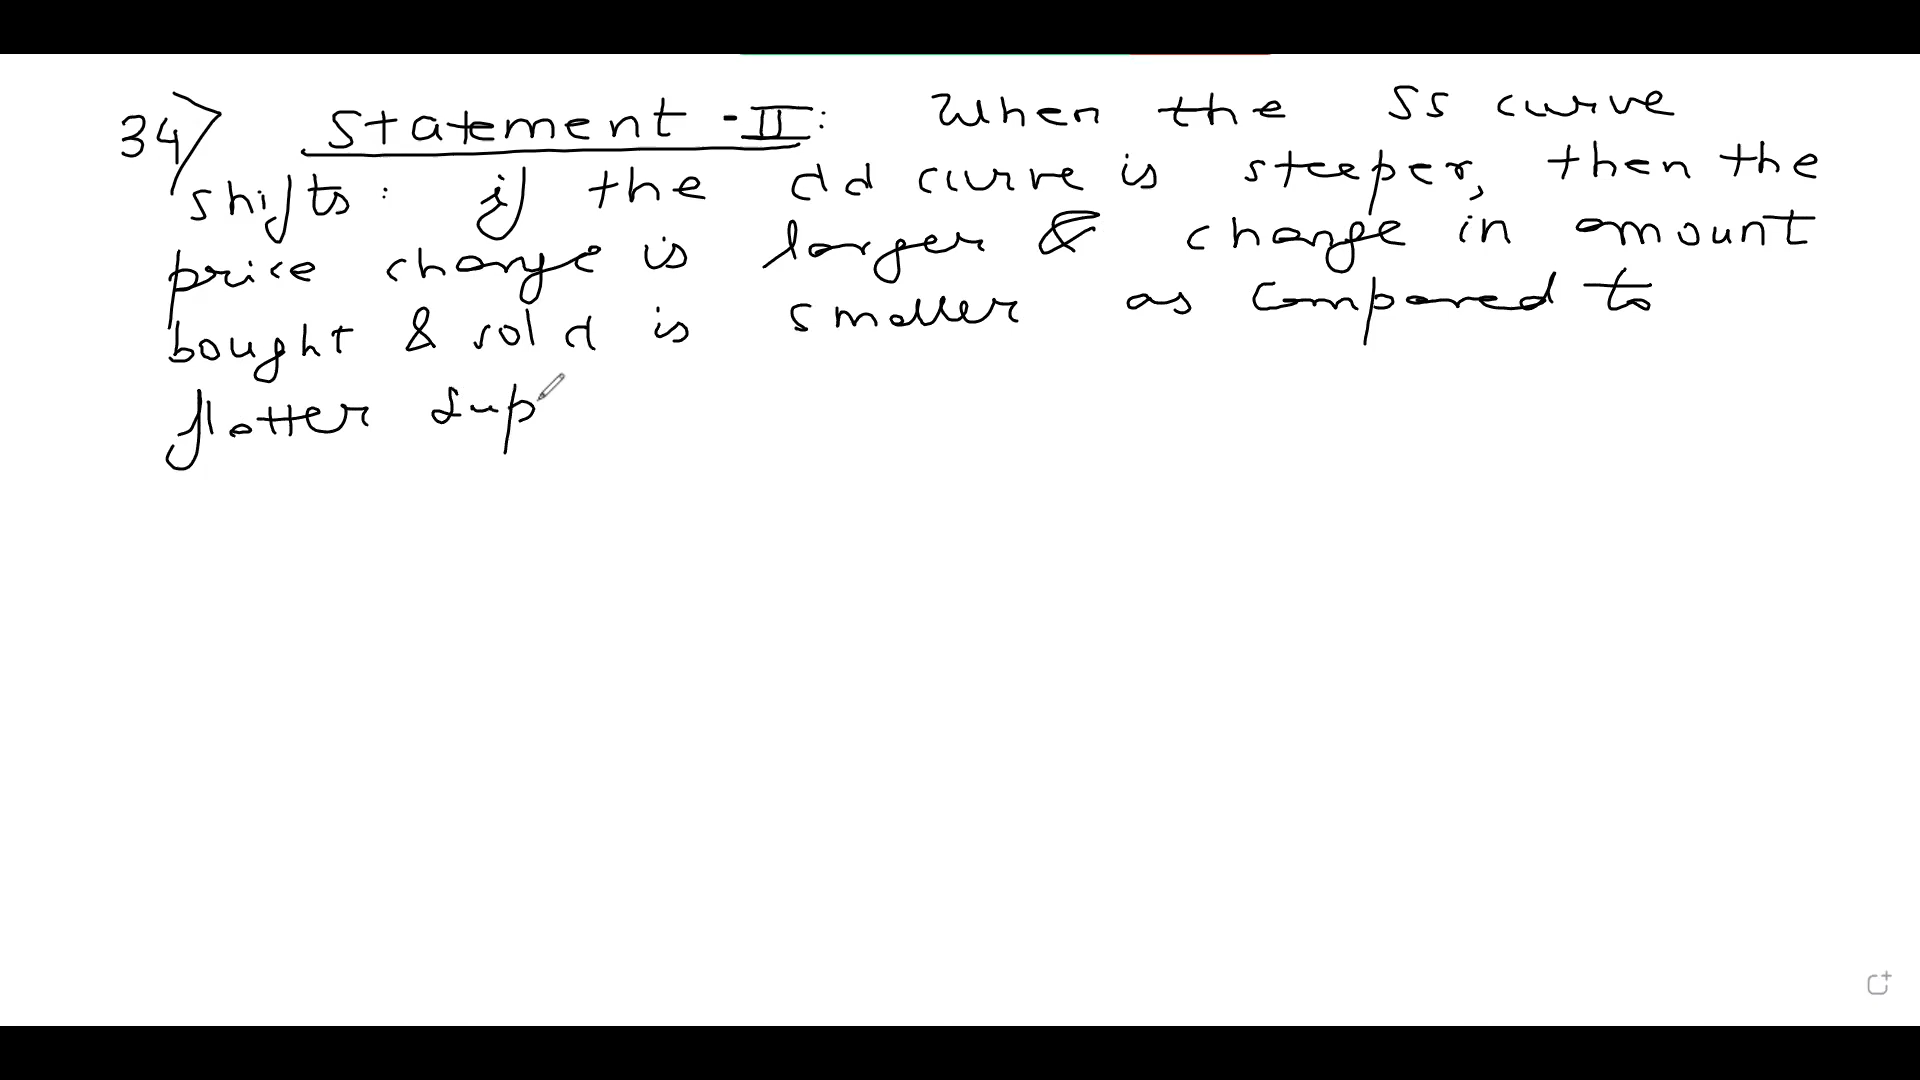 34) Statement-II: When the SS curve
shifts: if the dd curve is steeper, then the
price change is larger & change in amount
bought & sold is smaller as compared to
flatter sup